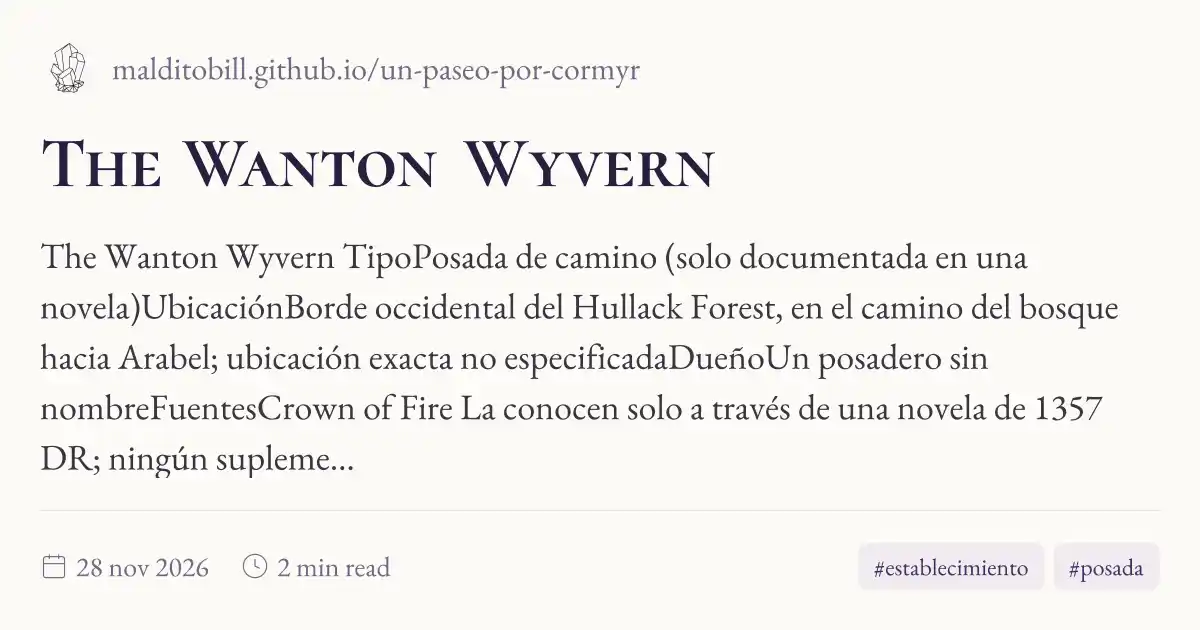 malditobill.github.io/un-paseo-por-cormyr
The Wanton Wyvern
The Wanton Wyvern TipoPosada de camino (solo documentada en una
novela)UbicaciónBorde occidental del Hullack Forest, en el camino del bosque
hacia Arabel; ubicación exacta no especificadaDueñoUn posadero sin
nombreFuentesCrown of Fire La conocen solo a través de una novela de 1357
DR; ningún supleme...
28 nov 2026
2 min read
#establecimiento
#posada